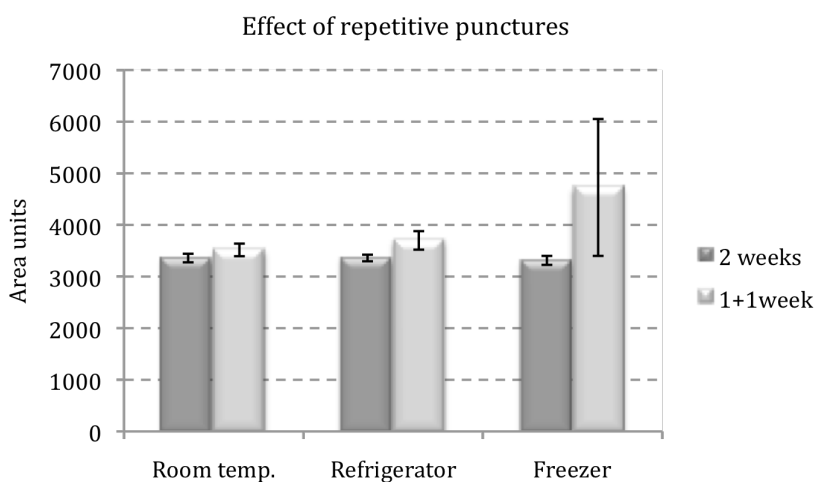 Effect of repetitive punctures
7000
6000
5000
4000
3000
2000
1000
0
Area units
Room temp.
Refrigerator
Freezer
2 weeks
1+1week